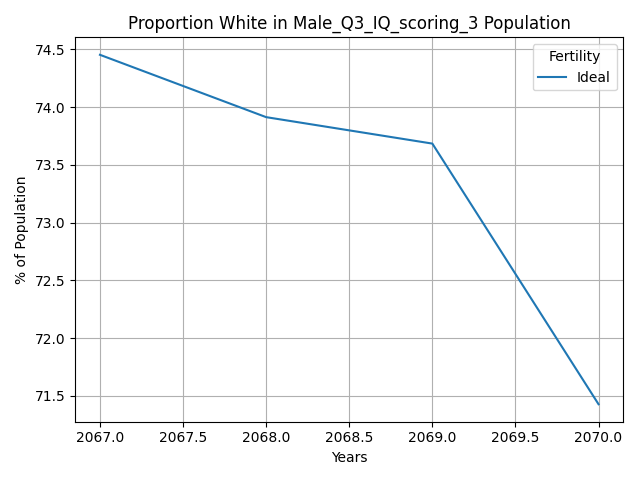 Proportion White in Male_Q3_IQ_scoring_3 Population
Fertility
Ideal
74.5
74.0
73.5
73.0
72.5
72.0
71.5
% of Population
2067.0 2067.5 2068.0 2068.5 2069.0 2069.5 2070.0
Years